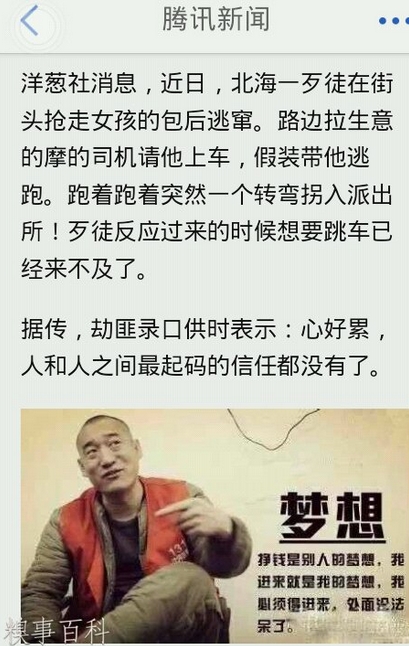 腾讯新闻
洋葱社消息，近日，北海一歹徒在街
头抢走女孩的包后逃窜。路边拉生意
的摩的司机请他上车，假装带他逃
跑。跑着跑着突然一个转弯拐入派出
所！歹徒反应过来的时候想要跳车已
经来不及了。
据传，劫匪录口供时表示：心好累，
人和人之间最起码的信任都没有了。
梦想
挣钱是别人的梦想，我
进来就是我的梦想，我
必须得进来，处面论法
呆了。
糗事百科